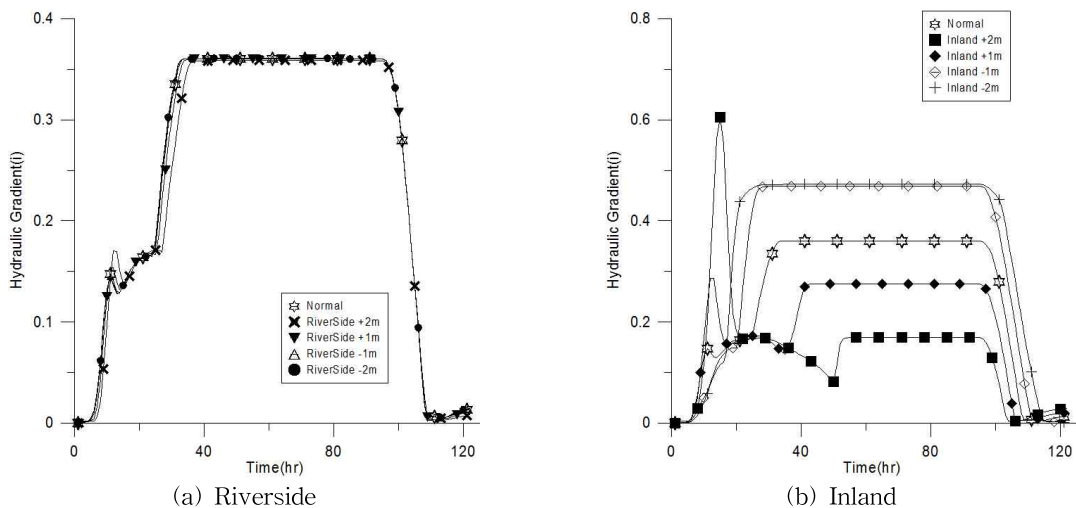 0.4
0.3
0.2
0.1
0
Hydraulic Gradient(i)
Normal
RiverSide +2m
RiverSide +1m
RiverSide -1m
RiverSide -2m
0 40 80 120
Time(hr)
(a) Riverside
0.8
0.6
0.4
0.2
0
Hydraulic Gradient(i)
Normal
Inland +2m
Inland +1m
Inland -1m
Inland -2m
0 40 80 120
Time(hr)
(b) Inland